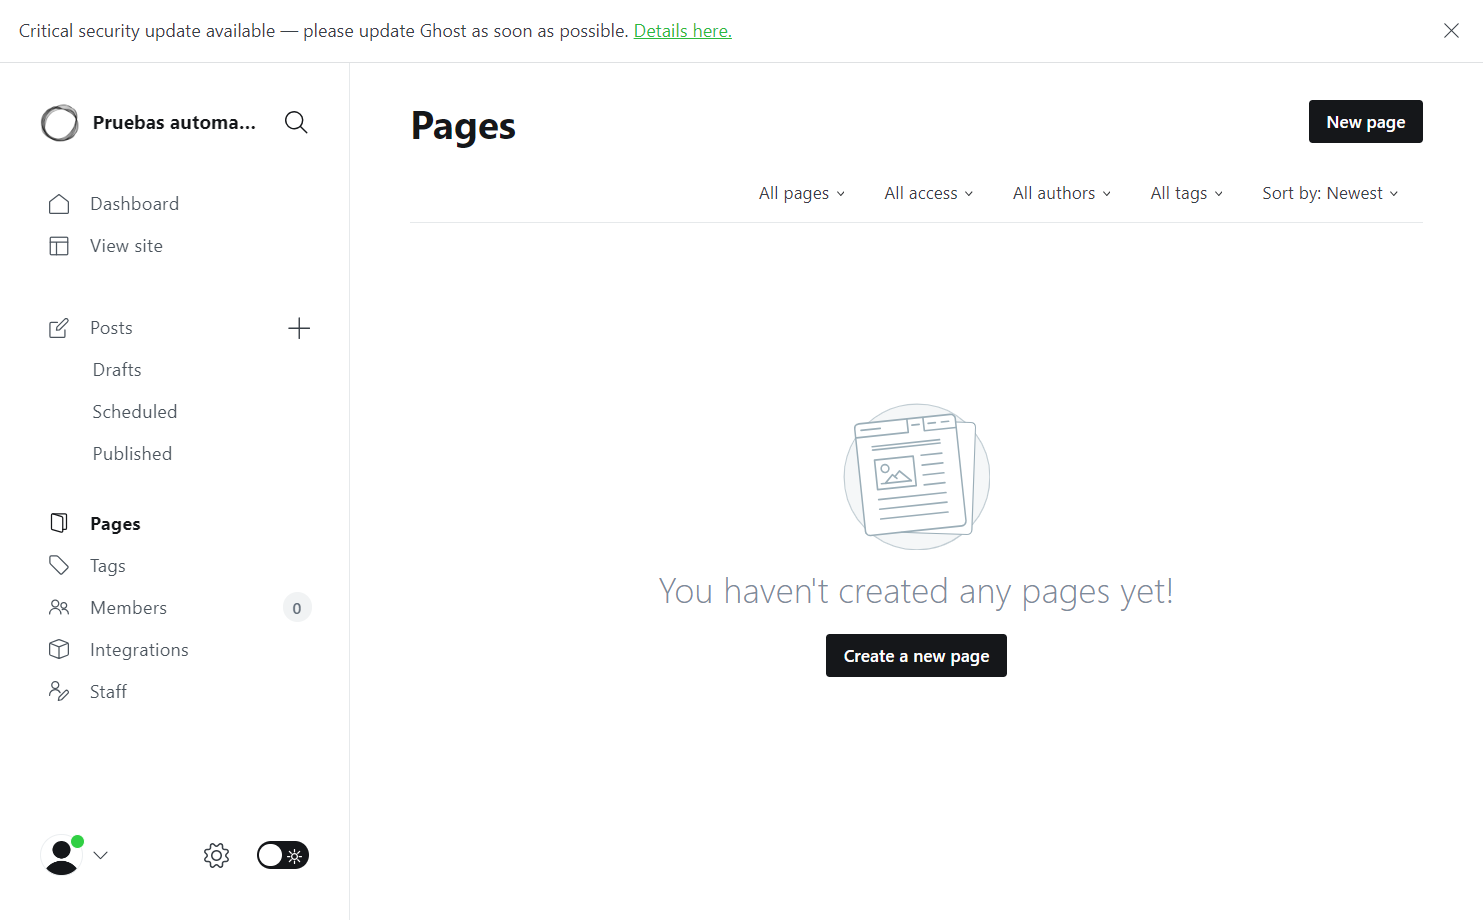 Critical security update available — please update Ghost as soon as possible. Details here.
Pruebas automa...
Dashboard
View site
Posts
Drafts
Scheduled
Published
Pages
Tags
Members 0
Integrations
Staff
Pages
New page
All pages All access All authors All tags Sort by: Newest
You haven't created any pages yet!
Create a new page